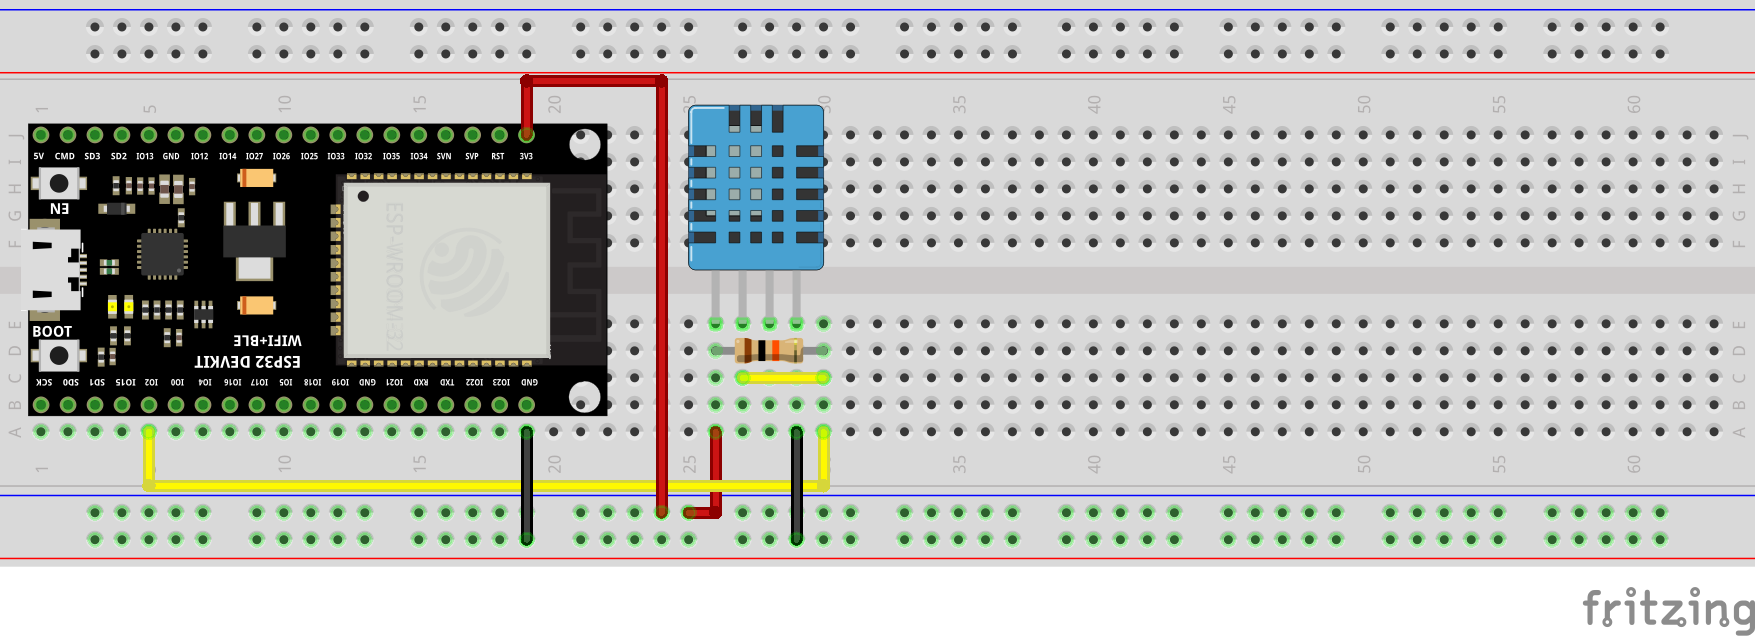 1 5 10 15 20 25 30 35 40 45 50 55 60
J J
5V CMD SD3 SD2 IO13 GND IO12 IO14 IO27 IO26 IO25 IO33 IO32 IO35 IO34 SVN SVP RST 3V3
I I
H H
EN
G G
F F
ESP-WROOM-32
E E
BOOT
WIFI+BLE
D D
ESP32 DEVKIT
SCK SD0 SD1 IO15 IO2 IO0 IO4 IO16 IO17 IO5 IO18 IO19 GND IO21 RXD TXD IO22 IO23 GND
C C
B B
A A
1 10 15 20 25 30 35 40 45 50 55 60
fritzing